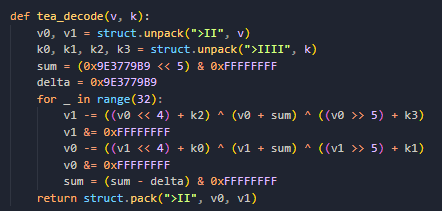 def tea_decode(v, k):
    v0, v1 = struct.unpack(">II", v)
    k0, k1, k2, k3 = struct.unpack(">IIII", k)
    sum = (0x9E3779B9 << 5) & 0xFFFFFFFF
    delta = 0x9E3779B9
    for _ in range(32):
        v1 -= ((v0 << 4) + k2) ^ (v0 + sum) ^ ((v0 >> 5) + k3)
        v1 &= 0xFFFFFFFF
        v0 -= ((v1 << 4) + k0) ^ (v1 + sum) ^ ((v1 >> 5) + k1)
        v0 &= 0xFFFFFFFF
        sum = (sum - delta) & 0xFFFFFFFF
    return struct.pack(">II", v0, v1)